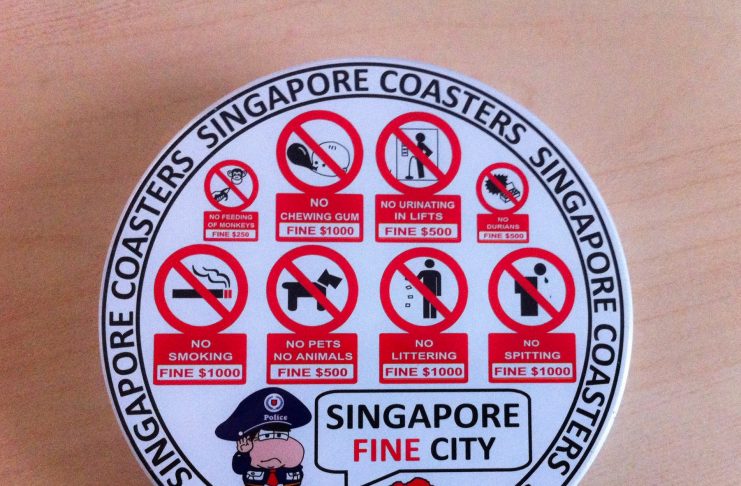 SINGAPORE COASTERS SINGAPORE COASTERS SINGAPORE COASTERS
NO FEEDING
OF MONKEYS
FINE $250
NO
CHEWING GUM
FINE $1000
NO URINATING
IN LIFTS
FINE $500
NO
DURIANS
FINE $500
NO
SMOKING
FINE $1000
NO PETS
NO ANIMALS
FINE $500
NO
LITTERING
FINE $1000
NO
SPITTING
FINE $1000
Police
SINGAPORE
FINE CITY
SING